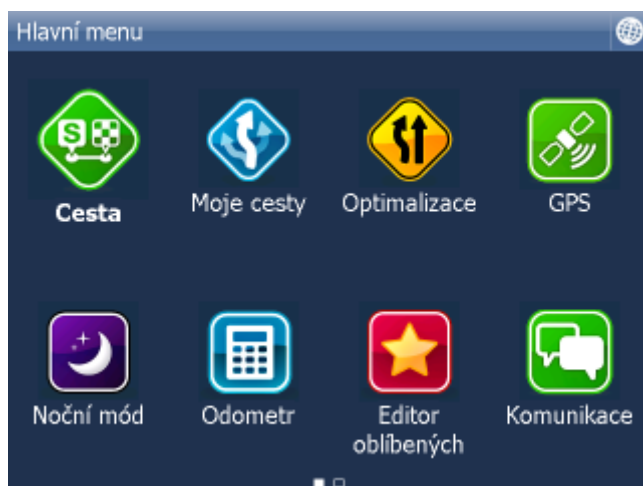 Hlavní menu
S
Cesta
Moje cesty
Optimalizace
GPS
Noční mód
Odometr
Editor
oblíbených
Komunikace